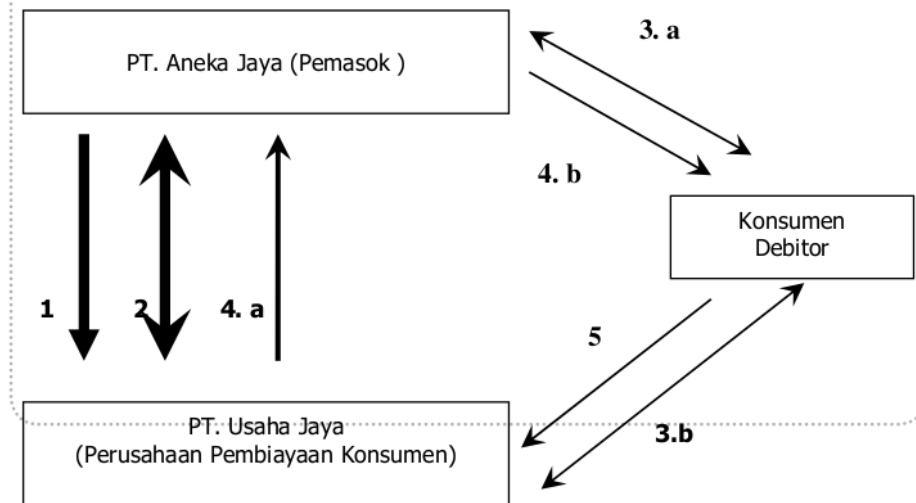 3. a
PT. Aneka Jaya (Pemasok )
4. b
Konsumen
Debitor
1
2
4. a
5
PT. Usaha Jaya
(Perusahaan Pembiayaan Konsumen)
3.b